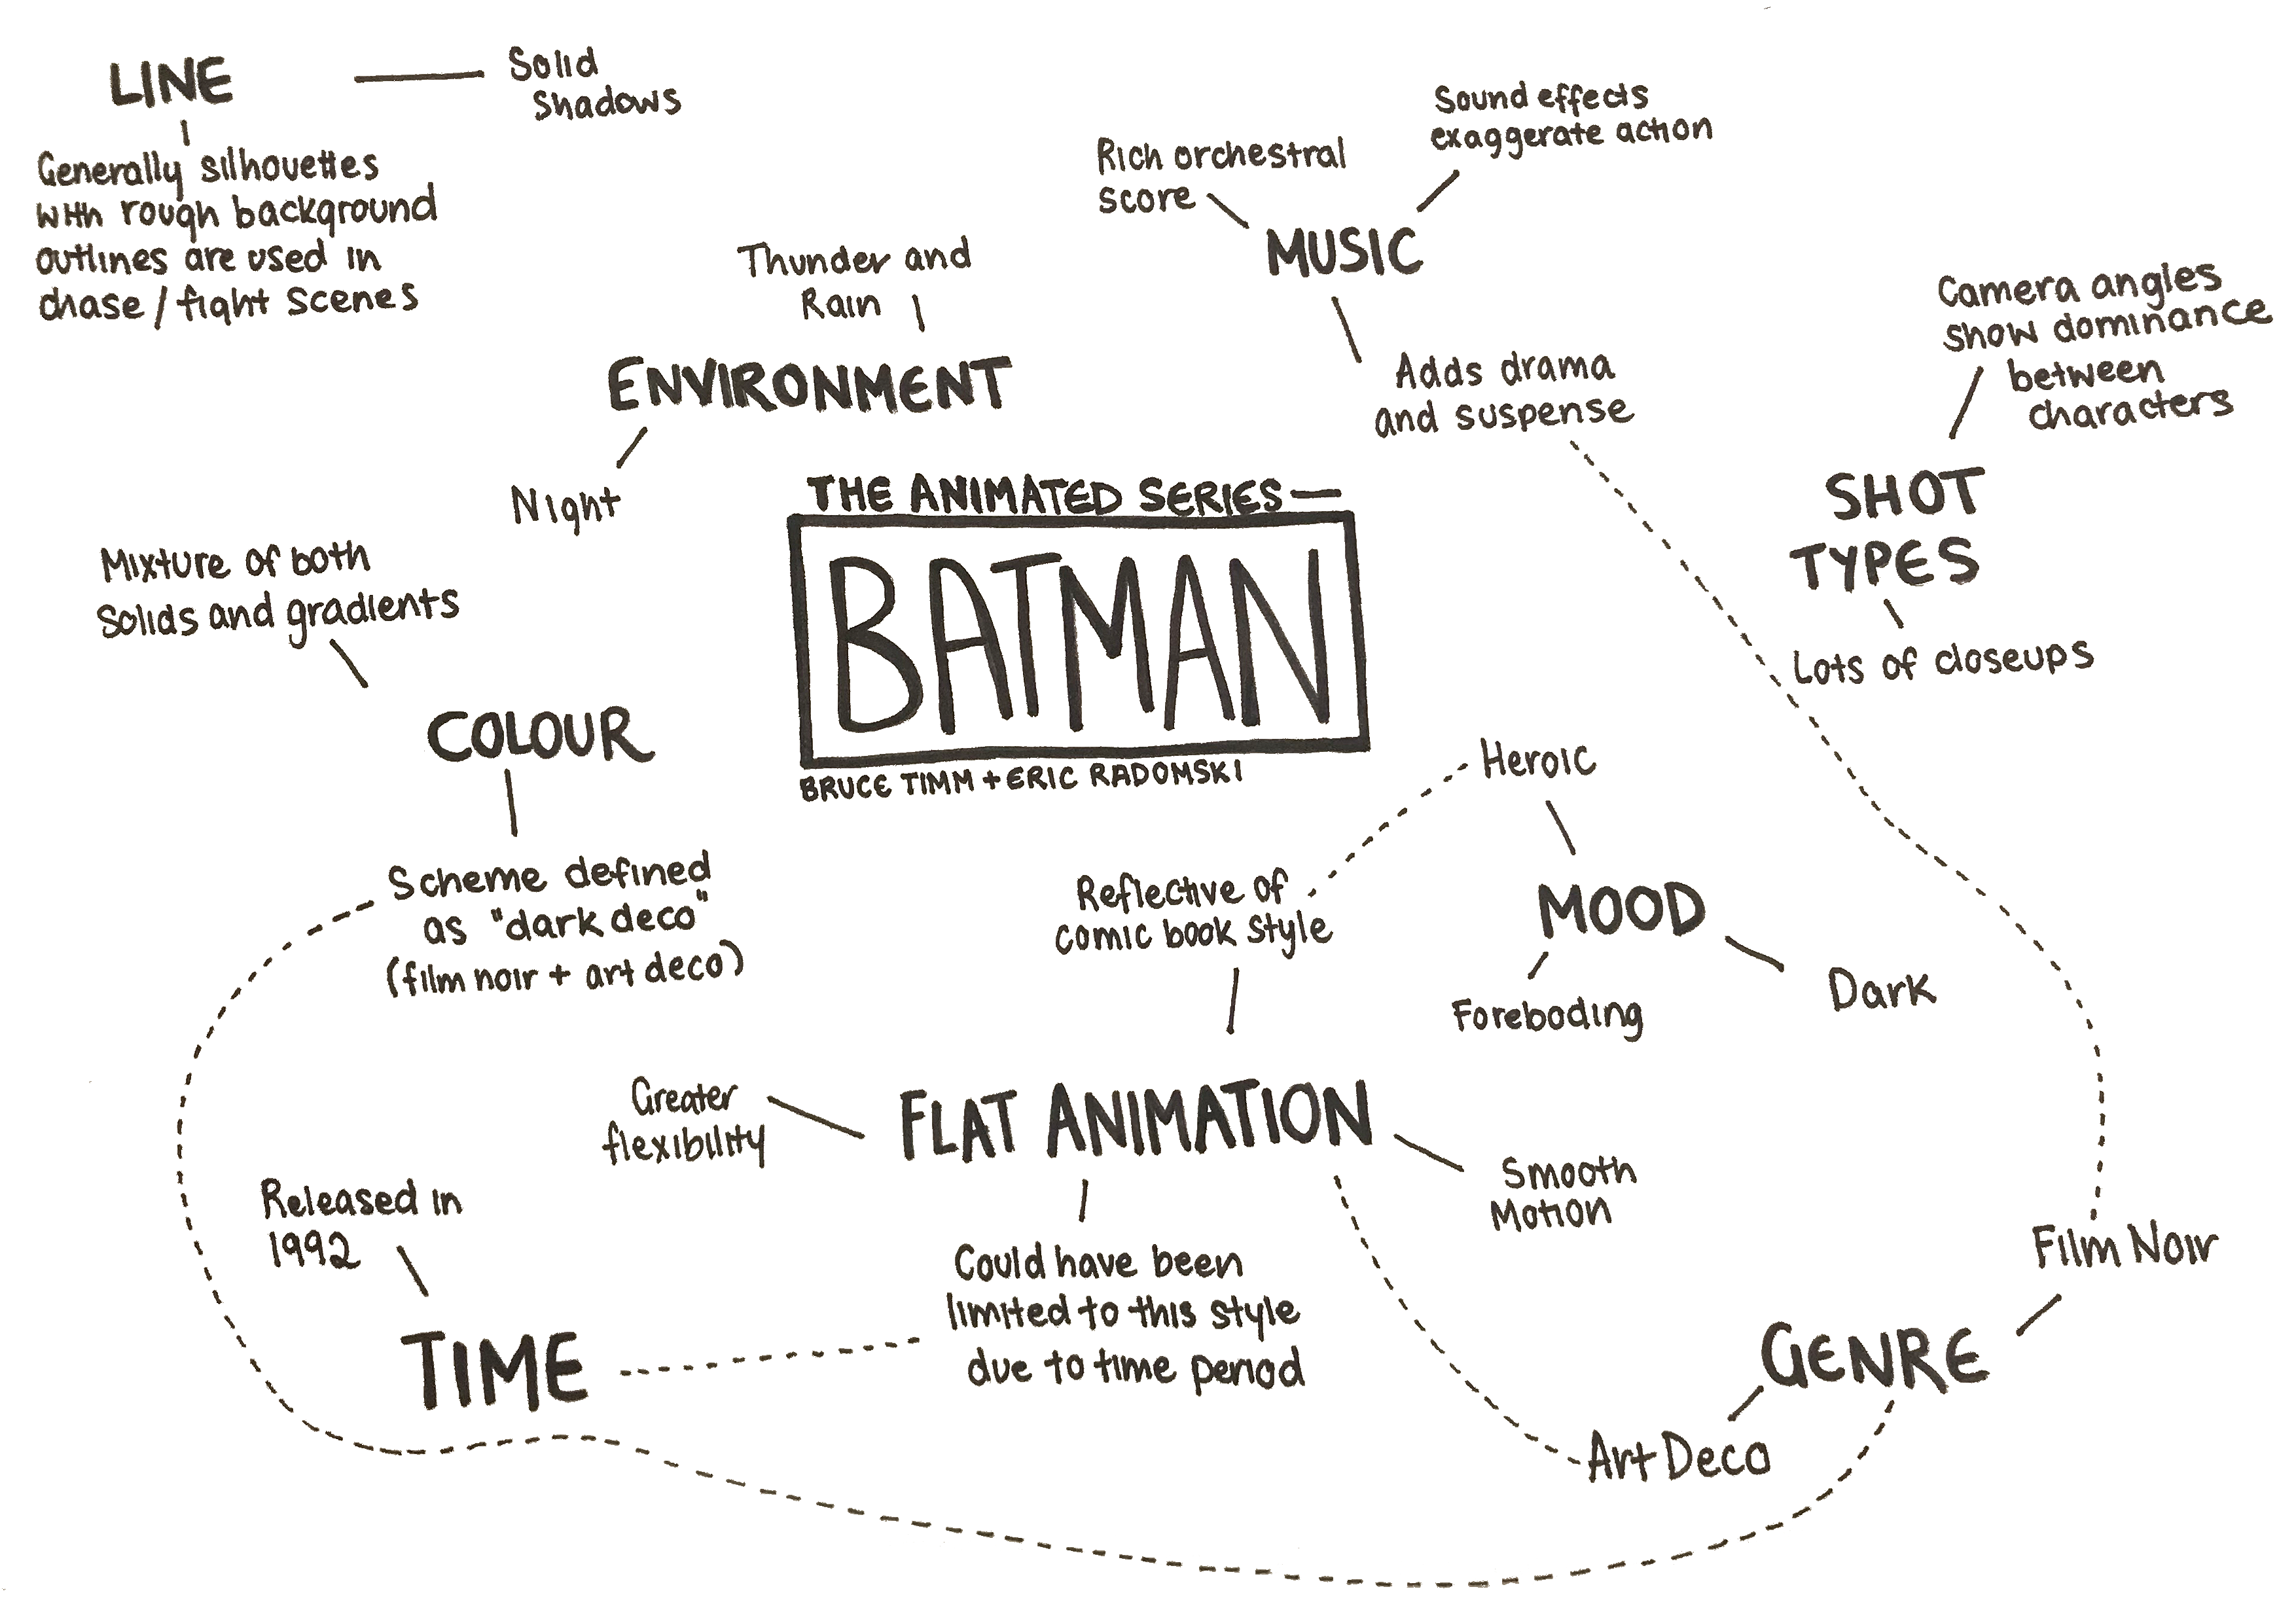 LINE
Solid
Shadows
Generally silhouettes
with rough background
outlines are used in
chase / fight scenes
Thunder and
Rain
ENVIRONMENT
Night
Rich orchestral
score
Sound effects
exaggerate action
MUSIC
Adds drama
and suspense
Camera angles
show dominance
between
characters
SHOT
TYPES
Lots of closeups
THE ANIMATED SERIES—
BATMAN
BRUCE TIMM + ERIC RADOMSKI
Mixture of both
solids and gradients
COLOUR
Scheme defined
as "dark deco"
(film noir + art deco)
Heroic
MOOD
Foreboding
Dark
Reflective of
comic book style
FLAT ANIMATION
Greater
flexibility
Smooth
Motion
Could have been
limited to this style
due to time period
Released in
1992
TIME
Film Noir
GENRE
Art Deco